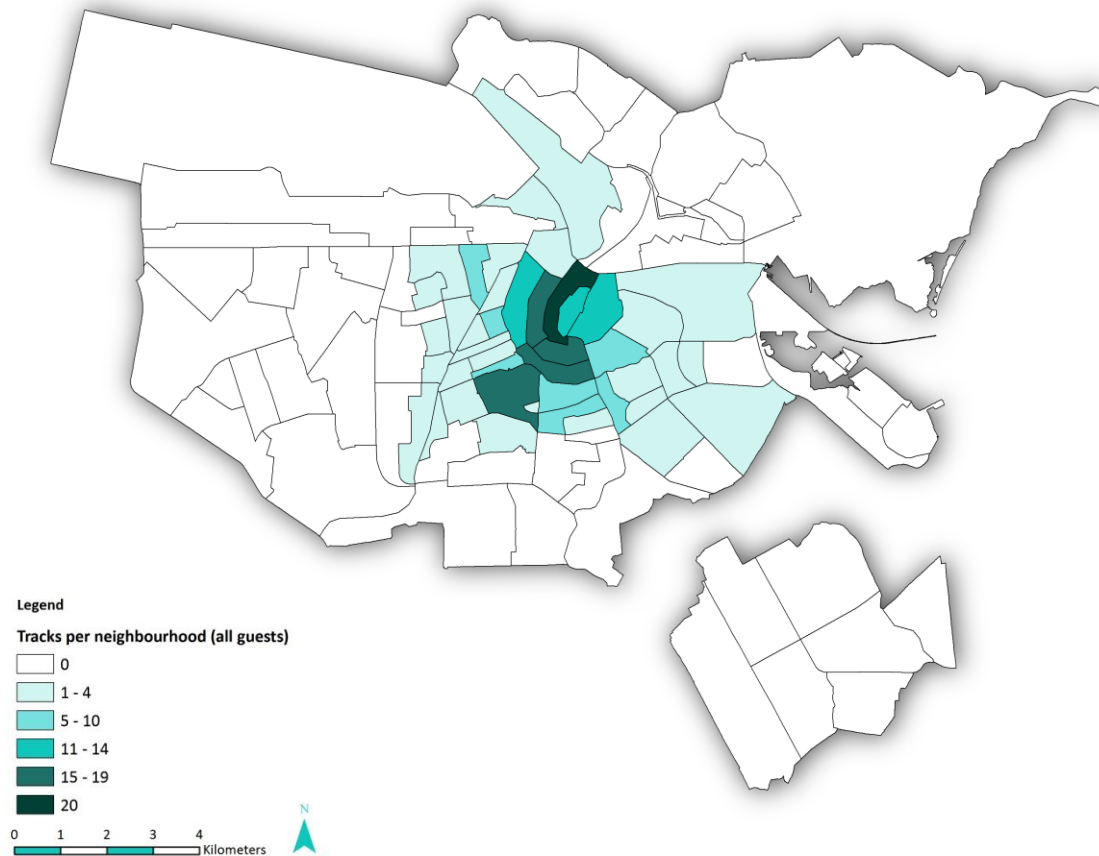 Legend
Tracks per neighbourhood (all guests)
0
1 - 4
5 - 10
11 - 14
15 - 19
20
N
0 1 2 3 4
Kilometers